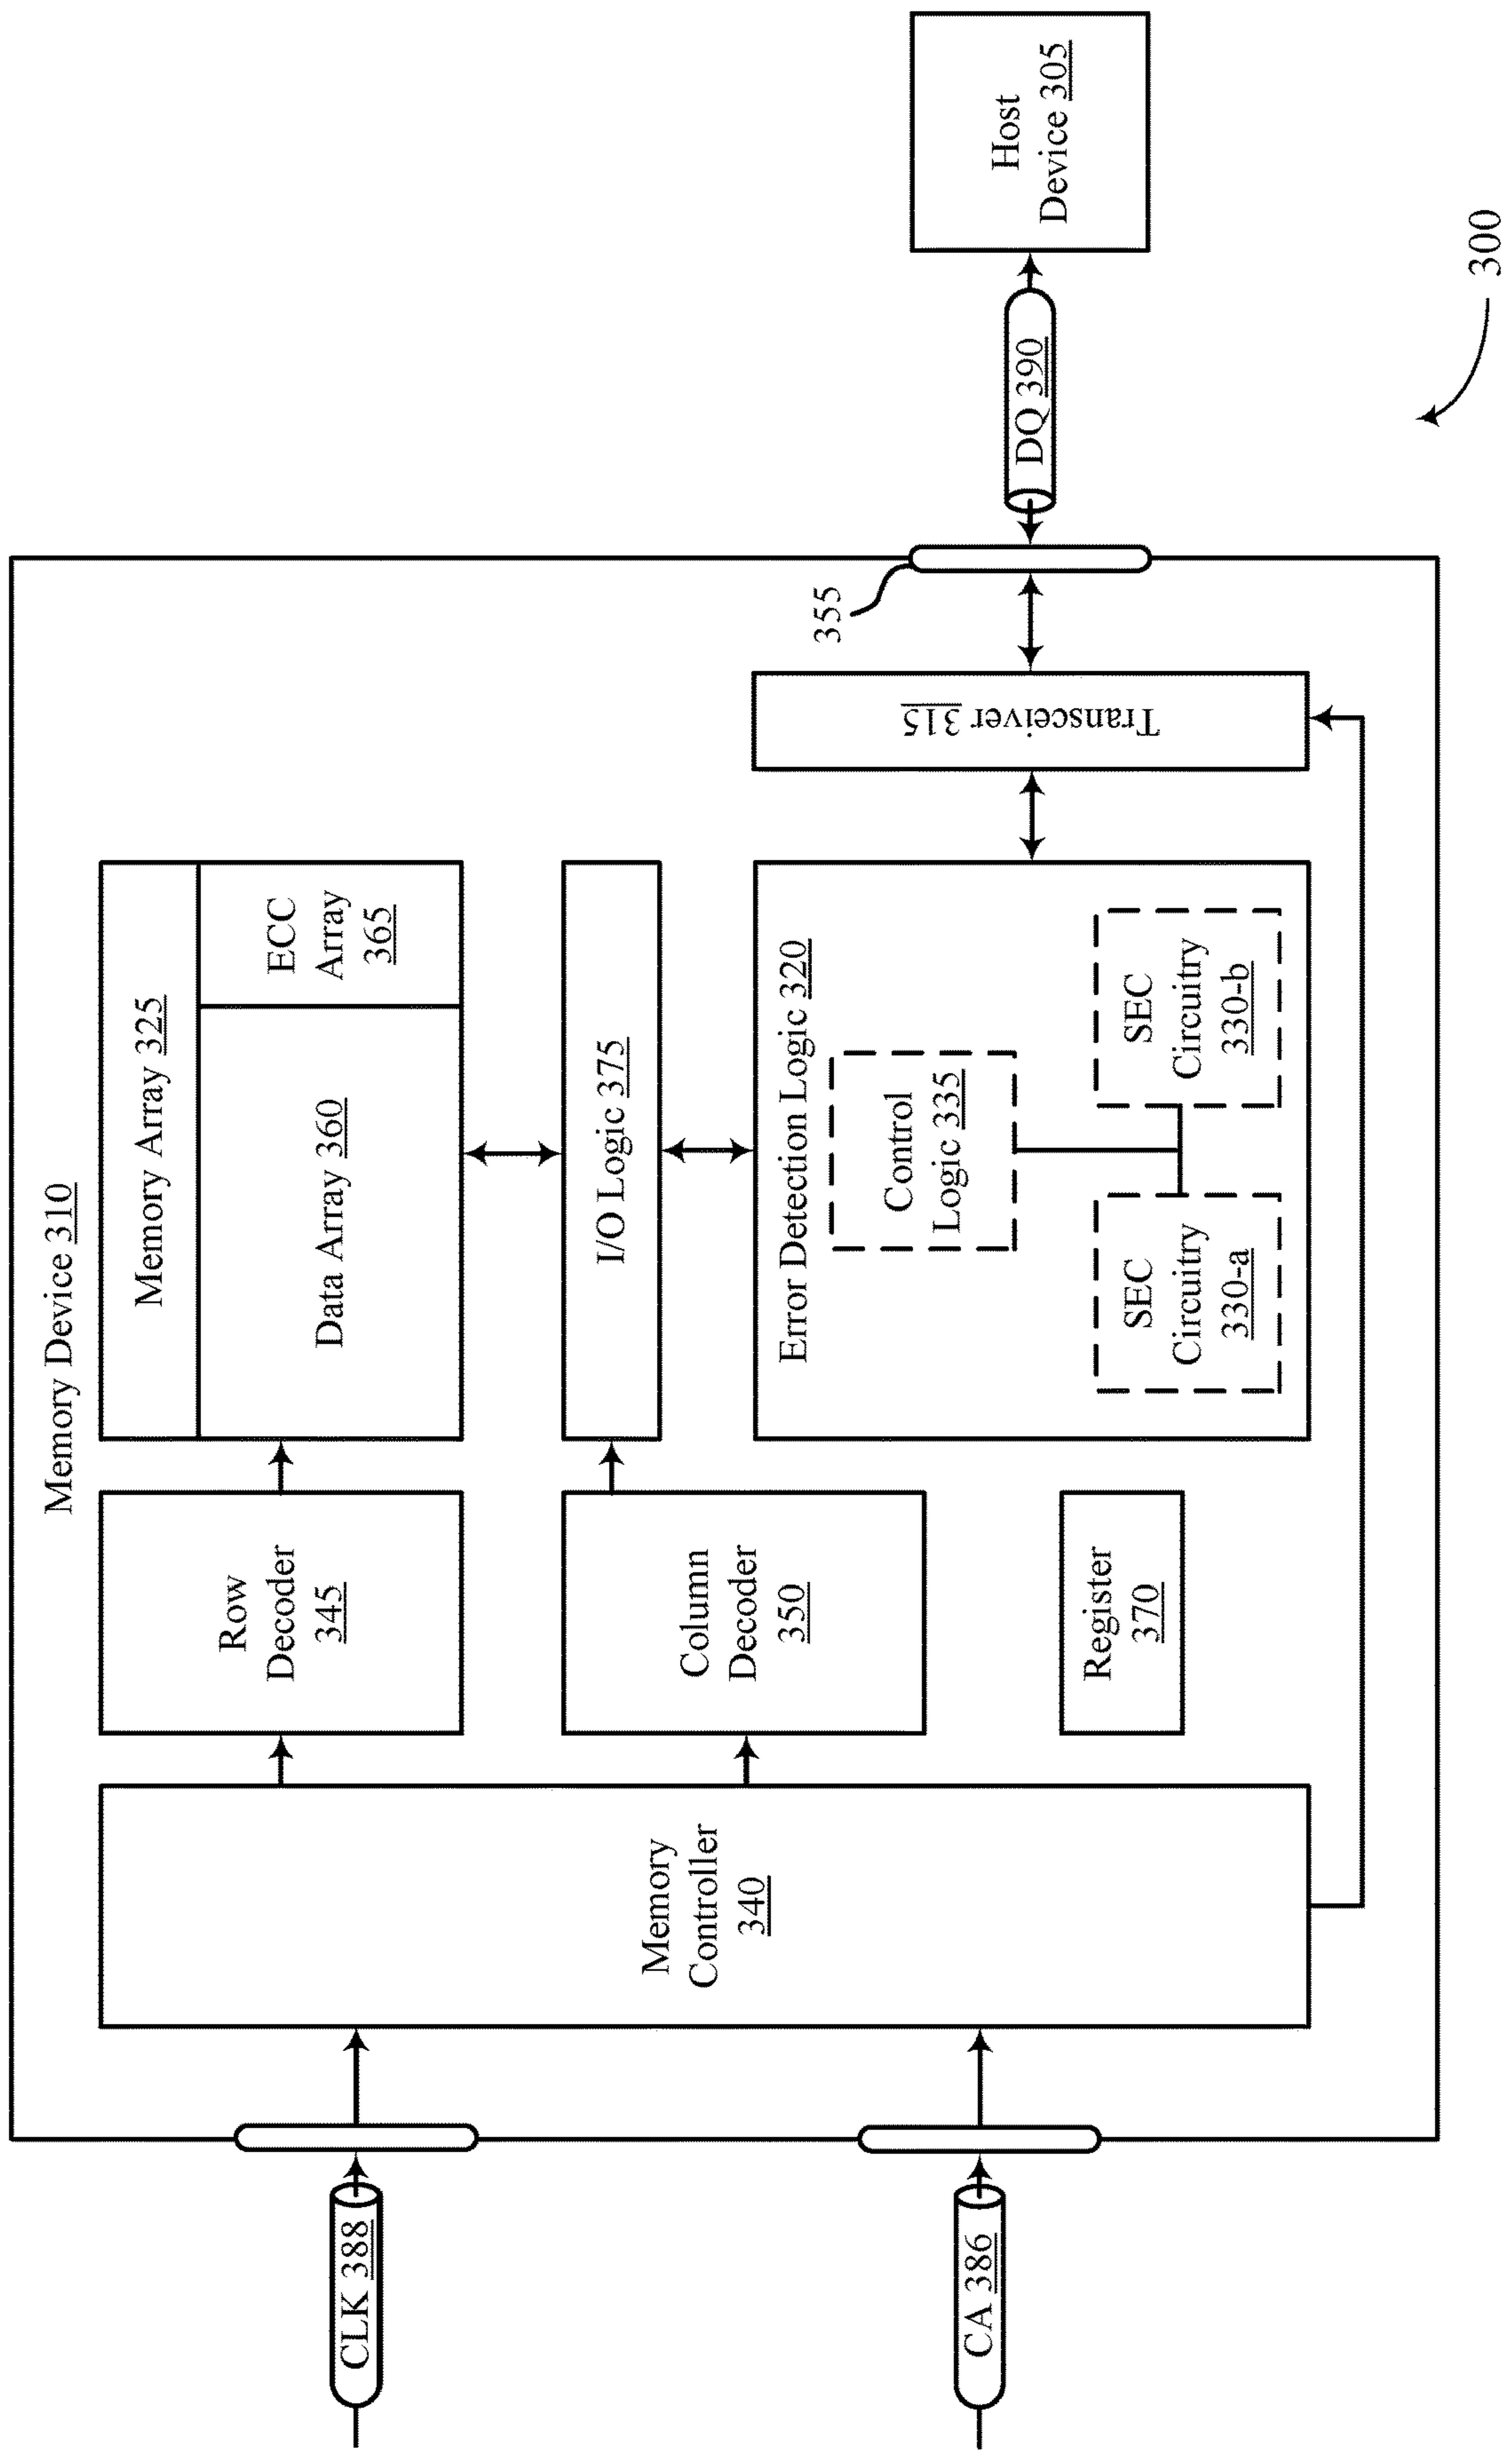 Memory Device 310
CLK 388
CA 386
Memory
Controller
340
Row
Decoder
345
Column
Decoder
350
Register
370
Memory Array 325
Data Array 360
ECC
Array
365
I/O Logic 375
Error Detection Logic 320
Control
Logic 335
SEC
Circuitry
330-a
SEC
Circuitry
330-b
Transceiver 315
355
DQ 390
Host
Device 305
300